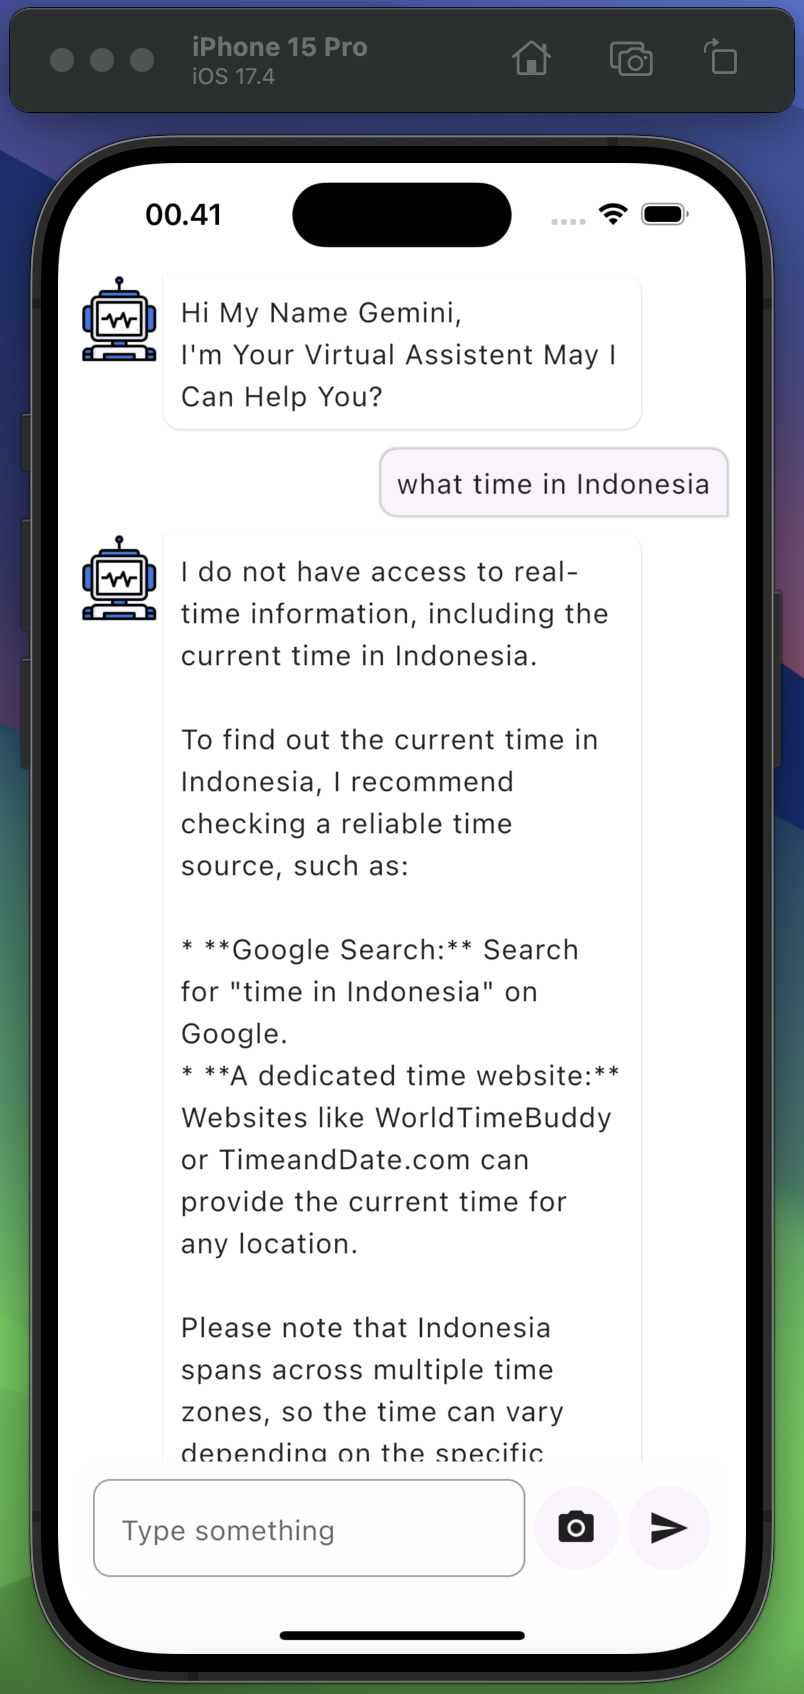 iPhone 15 Pro
iOS 17.4
00.41
Hi My Name Gemini,
I'm Your Virtual Assistent May I
Can Help You?
what time in Indonesia
I do not have access to real-
time information, including the
current time in Indonesia.
To find out the current time in
Indonesia, I recommend
checking a reliable time
source, such as:
* **Google Search:** Search
for "time in Indonesia" on
Google.
* **A dedicated time website:**
Websites like WorldTimeBuddy
or TimeandDate.com can
provide the current time for
any location.
Please note that Indonesia
spans across multiple time
zones, so the time can vary
depending on the specific
Type something